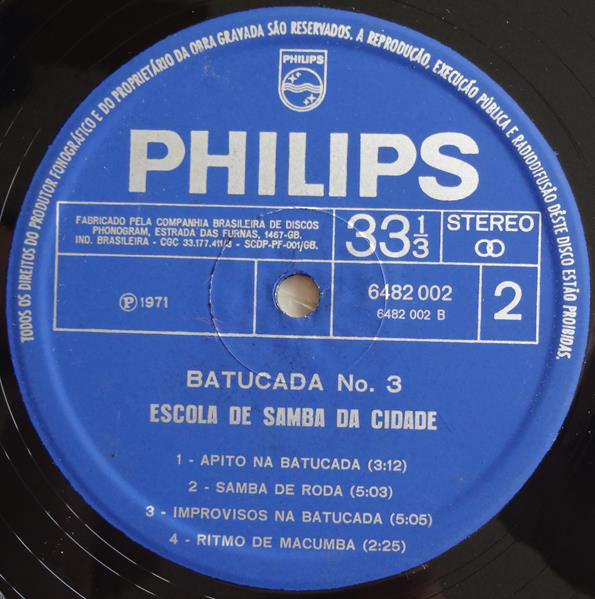 TODOS OS DIREITOS DO PRODUTOR FONOGRÁFICO E DO PROPRIETÁRIO DA OBRA GRAVADA SÃO RESERVADOS. A REPRODUÇÃO, EXECUÇÃO PÚBLICA E RADIODIFUSÃO DÊSTE DISCO ESTÃO PROIBIDAS.
PHILIPS
PHILIPS
FABRICADO PELA COMPANHIA BRASILEIRA DE DISCOS
PHONOGRAM, ESTRADA DAS FURNAS, 1467-GB.
IND. BRASILEIRA - CGC 33.177.411/ - SCDP-PF-001/GB.
33 1/3
STEREO
℗ 1971
6482 002
6482 002 B
2
BATUCADA No. 3
ESCOLA DE SAMBA DA CIDADE
1 - APITO NA BATUCADA (3:12)
2 - SAMBA DE RODA (5:03)
3 - IMPROVISOS NA BATUCADA (5:05)
4 - RITMO DE MACUMBA (2:25)